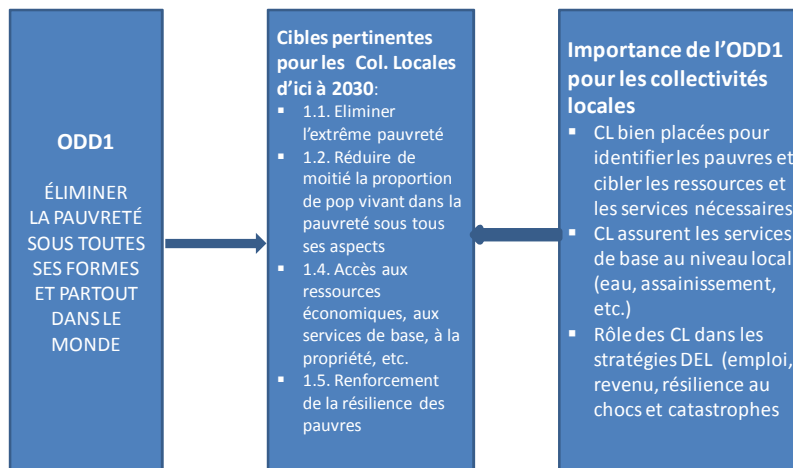 ODD1
ÉLIMINER
LA PAUVRETÉ
SOUS TOUTES
SES FORMES
ET PARTOUT
DANS LE
MONDE
Cibles pertinentes
pour les Col. Locales
d'ici à 2030:
▪ 1.1. Eliminer
l'extrême pauvreté
▪ 1.2. Réduire de
moitié la proportion
de pop vivant dans la
pauvreté sous tous
ses aspects
▪ 1.4. Accès aux
ressources
économiques, aux
services de base, à la
propriété, etc.
▪ 1.5. Renforcement
de la résilience des
pauvres
Importance de l'ODD1
pour les collectivités
locales
▪ CL bien placées pour
identifier les pauvres et
cibler les ressources et
les services nécessaires
▪ CL assurent les services
de base au niveau local
(eau, assainissement,
etc.)
▪ Rôle des CL dans les
stratégies DEL (emploi,
revenu, résilience au
chocs et catastrophes